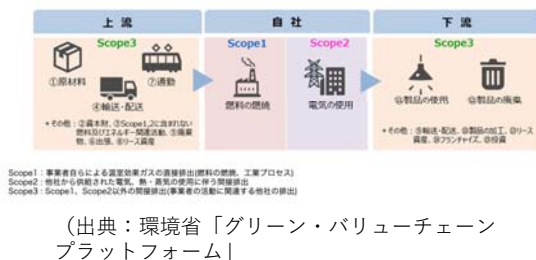 上流
自社
下流
Scope3
Scope1
Scope2
Scope3
①原材料
⑦通勤
④輸送・配送
燃料の燃焼
電気の使用
⑪製品の使用
⑫製品の廃棄
*その他：②資本財、③Scope1,2に含まれない
燃料及びエネルギー関連活動、⑤廃棄
物、⑥出張、⑧リース資産
*その他：⑨輸送・配送、⑩製品の加工、⑬リース
資産、⑭フランチャイズ、⑮投資
Scope1：事業者自らによる温室効果ガスの直接排出(燃料の燃焼、工業プロセス)
Scope2：他社から供給された電気、熱・蒸気の使用に伴う間接排出
Scope3：Scope1、Scope2以外の間接排出(事業者の活動に関連する他社の排出)
（出典：環境省「グリーン・バリューチェーン
プラットフォーム」